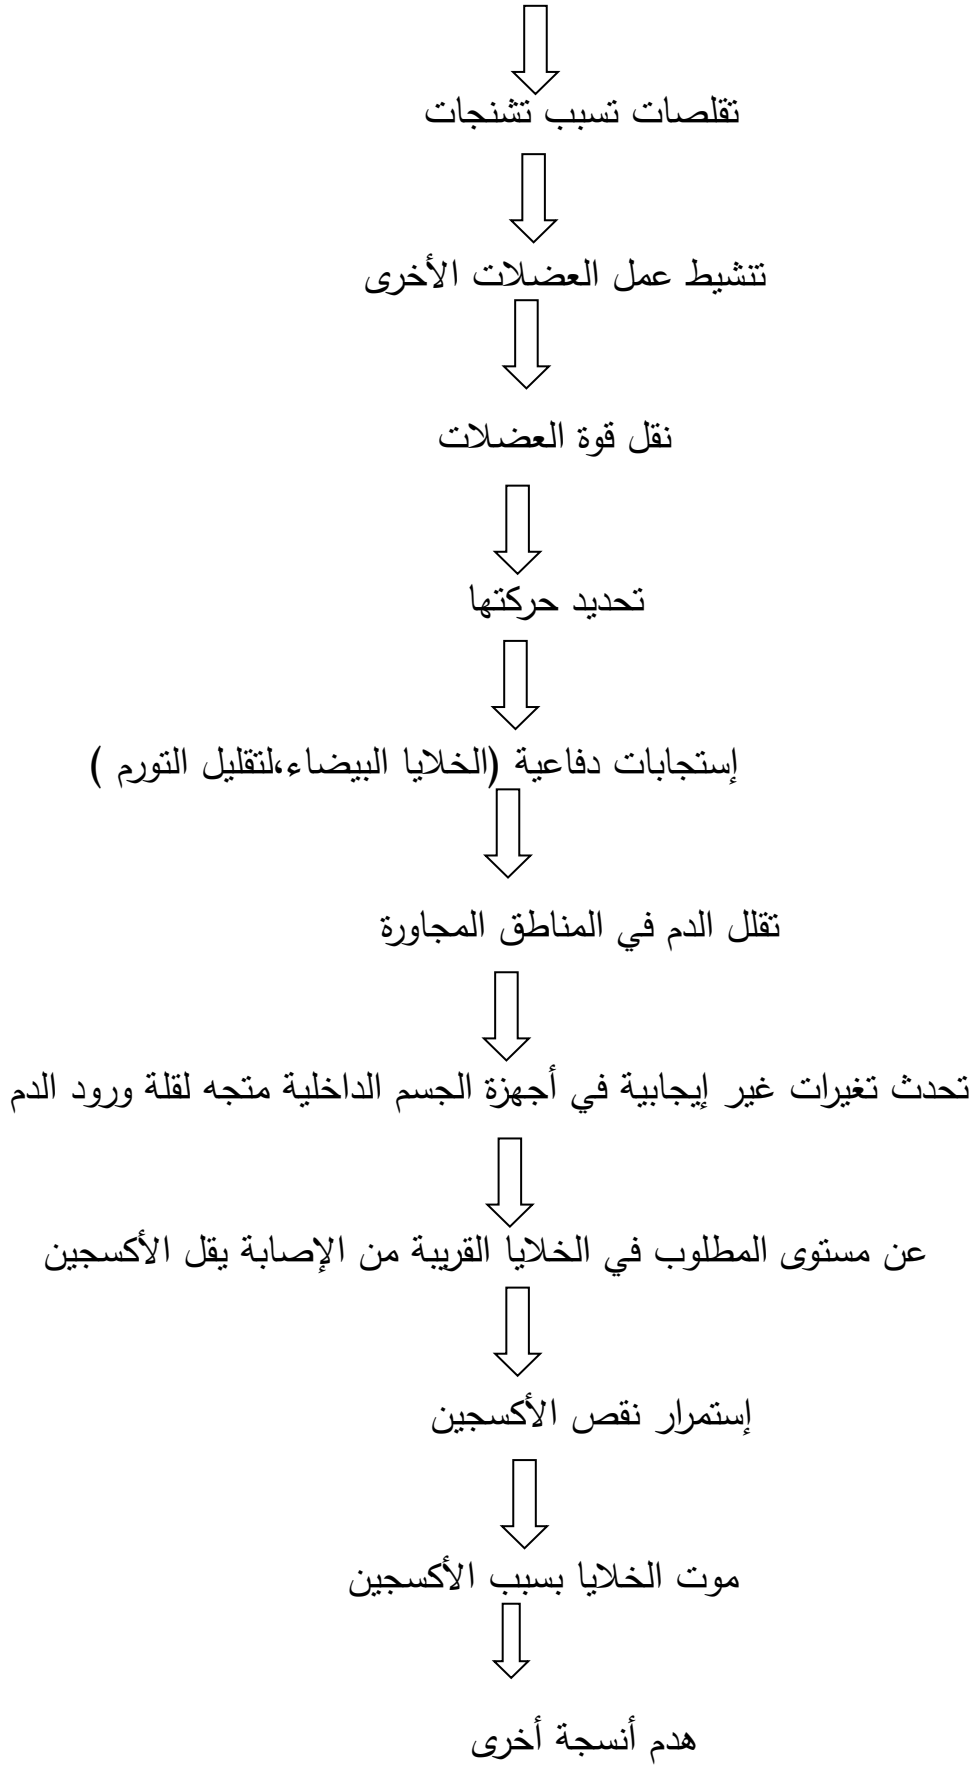 تقلصات تسبب تشنجات
تنشيط عمل العضلات الأخرى
نقل قوة العضلات
تحديد حركتها
إستجابات دفاعية (الخلايا البيضاء،لتقليل التورم )
تقلل الدم في المناطق المجاورة
تحدث تغيرات غير إيجابية في أجهزة الجسم الداخلية متجه لقلة ورود الدم
عن مستوى المطلوب في الخلايا القريبة من الإصابة يقل الأكسجين
إستمرار نقص الأكسجين
موت الخلايا بسبب الأكسجين
هدم أنسجة أخرى